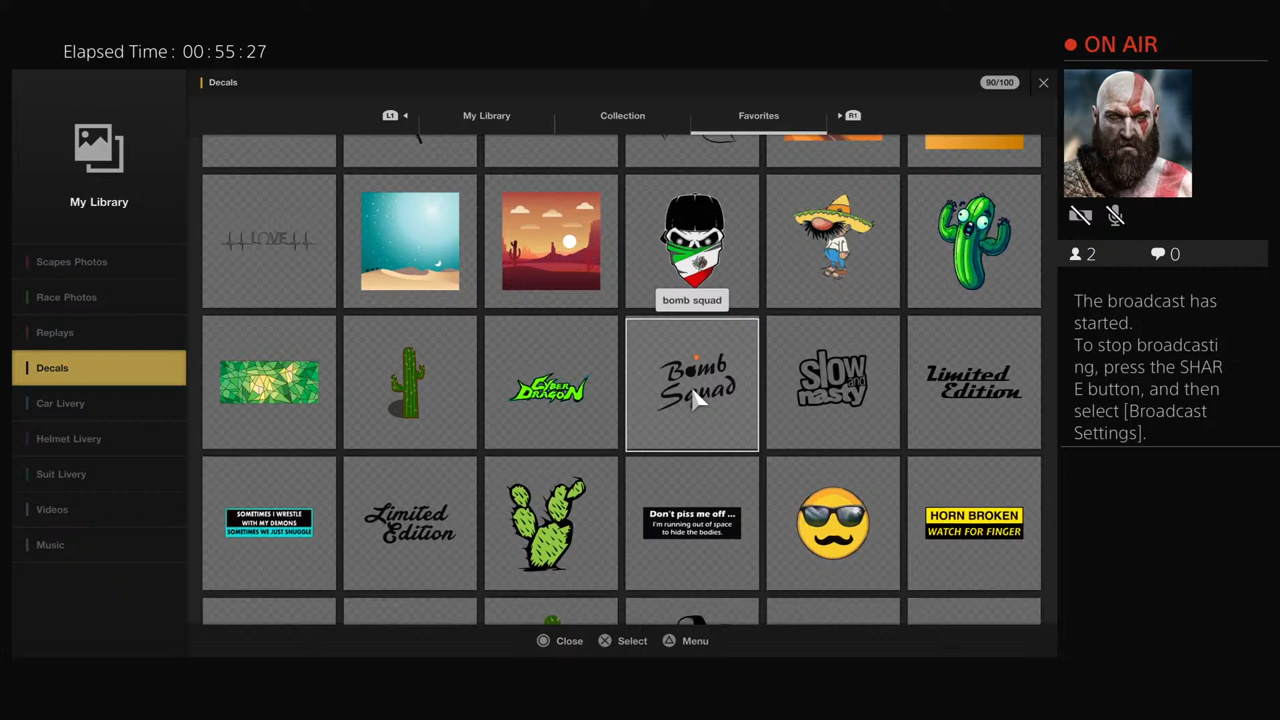 Elapsed Time : 00:55:27
ON AIR
Decals
90/100
L1
My Library
Collection
Favorites
R1
My Library
LOVE
bomb squad
2
0
Scapes Photos
Race Photos
Replays
Decals
Car Livery
Helmet Livery
Suit Livery
Videos
Music
The broadcast has
started.
To stop broadcasti
ng, press the SHAR
E button, and then
select [Broadcast
Settings].
CYBER
DRAGON
Bomb
Squad
slow
and
nasty
Limited
Edition
SOMETIMES I WRESTLE
WITH MY DEMONS
SOMETIMES WE JUST SNUGGLE
Limited
Edition
Don't piss me off ...
I'm running out of space
to hide the bodies.
HORN BROKEN
WATCH FOR FINGER
Close
Select
Menu